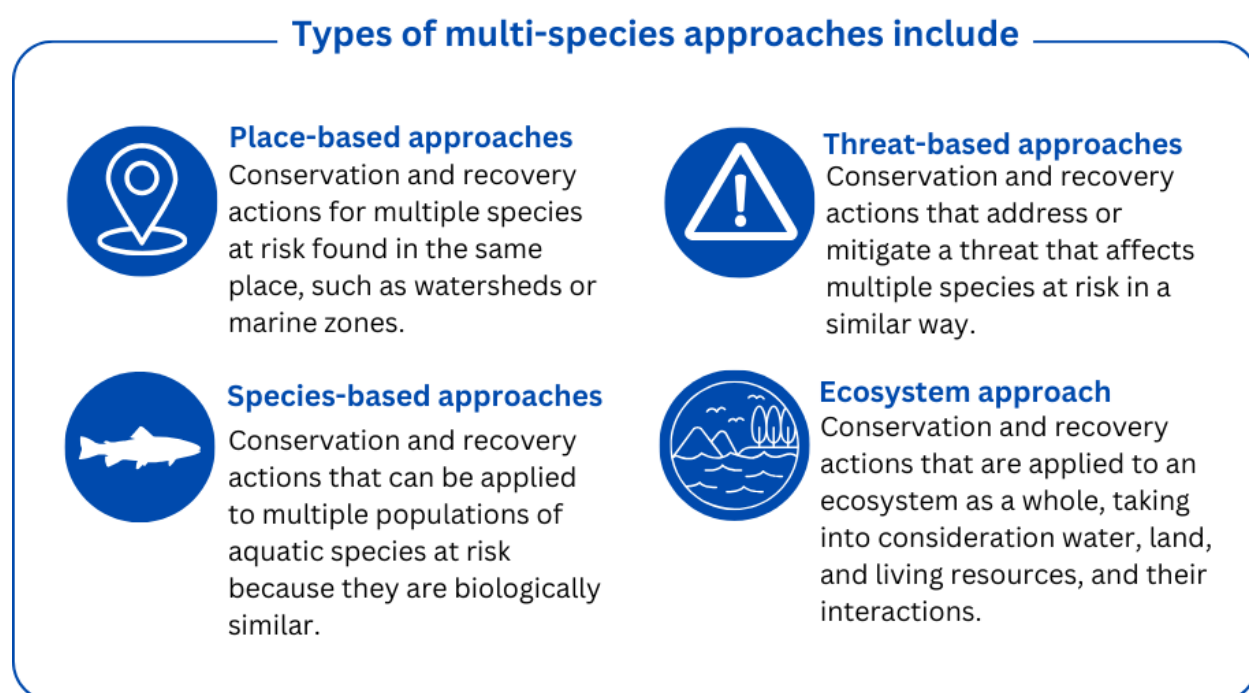 Types of multi-species approaches include
Place-based approaches
Conservation and recovery
actions for multiple species
at risk found in the same
place, such as watersheds or
marine zones.
Threat-based approaches
Conservation and recovery
actions that address or
mitigate a threat that affects
multiple species at risk in a
similar way.
Species-based approaches
Conservation and recovery
actions that can be applied
to multiple populations of
aquatic species at risk
because they are biologically
similar.
Ecosystem approach
Conservation and recovery
actions that are applied to an
ecosystem as a whole, taking
into consideration water, land,
and living resources, and their
interactions.